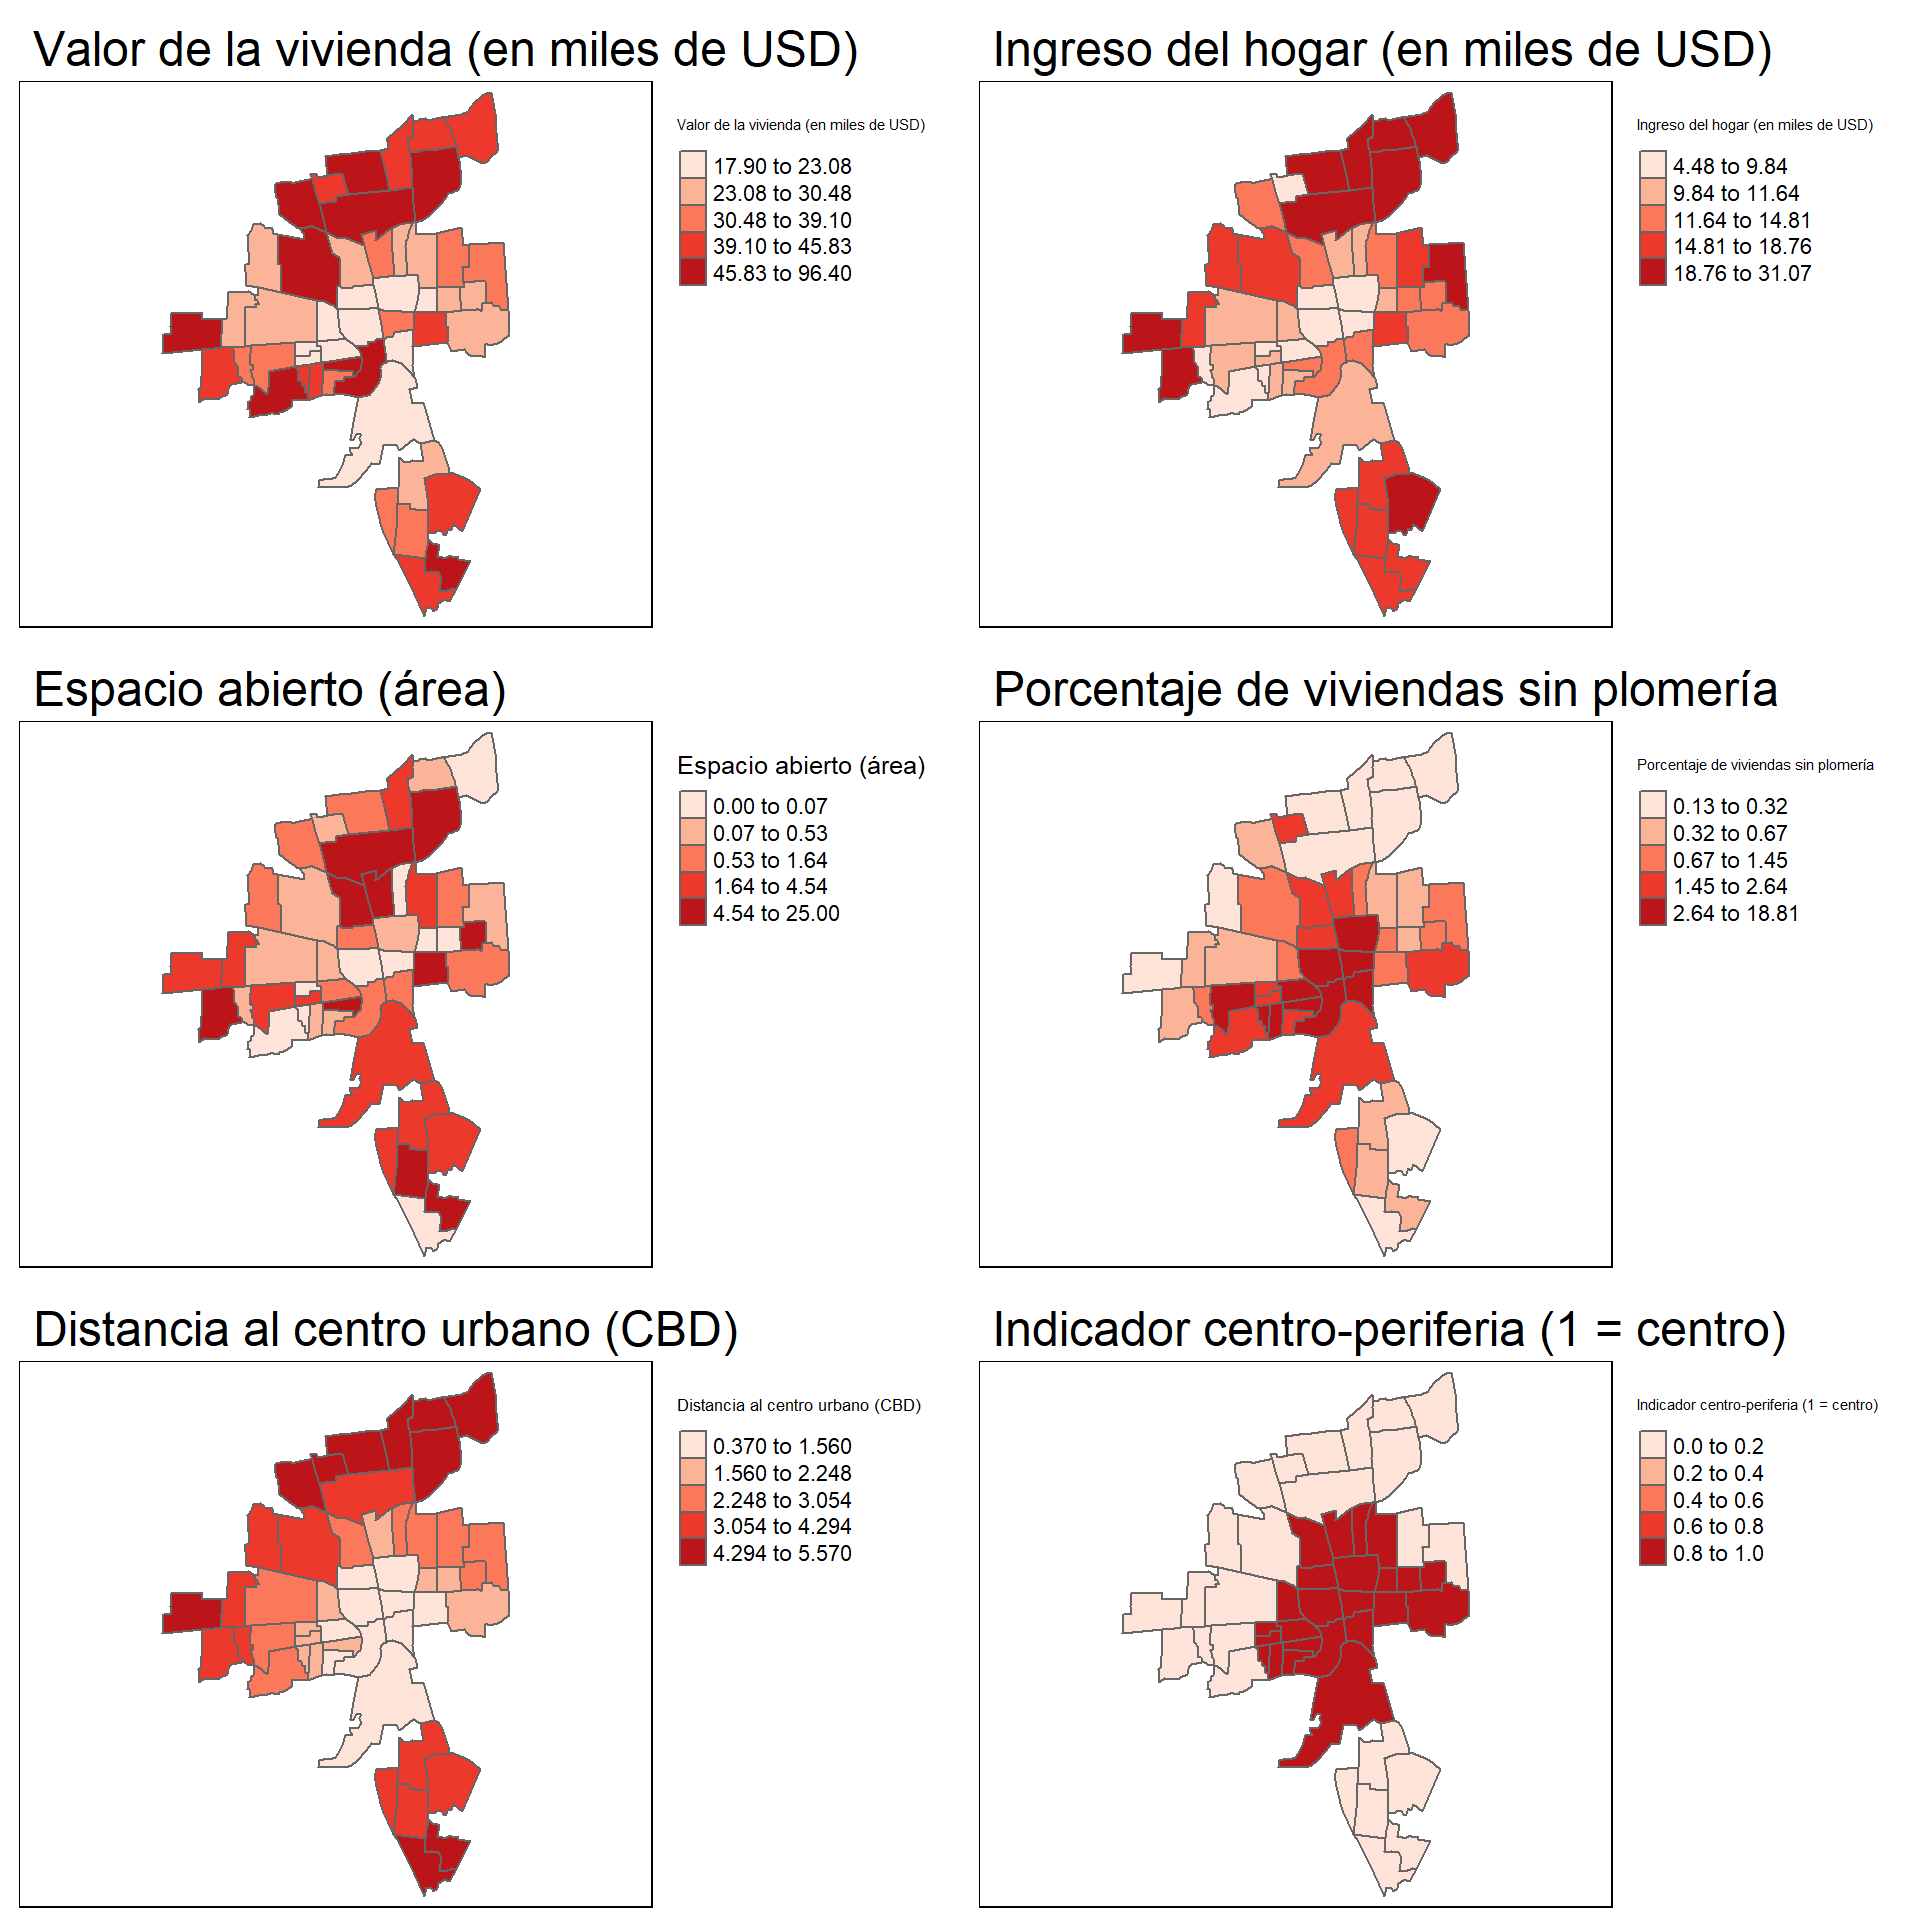 Valor de la vivienda (en miles de USD)
Valor de la vivienda (en miles de USD)
17.90 to 23.08
23.08 to 30.48
30.48 to 39.10
39.10 to 45.83
45.83 to 96.40
Ingreso del hogar (en miles de USD)
Ingreso del hogar (en miles de USD)
4.48 to 9.84
9.84 to 11.64
11.64 to 14.81
14.81 to 18.76
18.76 to 31.07
Espacio abierto (área)
Espacio abierto (área)
0.00 to 0.07
0.07 to 0.53
0.53 to 1.64
1.64 to 4.54
4.54 to 25.00
Porcentaje de viviendas sin plomería
Porcentaje de viviendas sin plomería
0.13 to 0.32
0.32 to 0.67
0.67 to 1.45
1.45 to 2.64
2.64 to 18.81
Distancia al centro urbano (CBD)
Distancia al centro urbano (CBD)
0.370 to 1.560
1.560 to 2.248
2.248 to 3.054
3.054 to 4.294
4.294 to 5.570
Indicador centro-periferia (1 = centro)
Indicador centro-periferia (1 = centro)
0.0 to 0.2
0.2 to 0.4
0.4 to 0.6
0.6 to 0.8
0.8 to 1.0